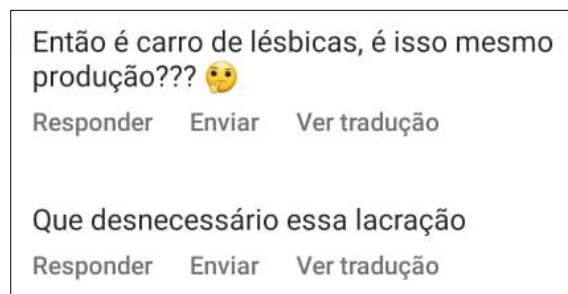 Então é carro de lésbicas, é isso mesmo
produção??? 🤔
Responder Enviar Ver tradução
Que desnecessário essa lacração
Responder Enviar Ver tradução